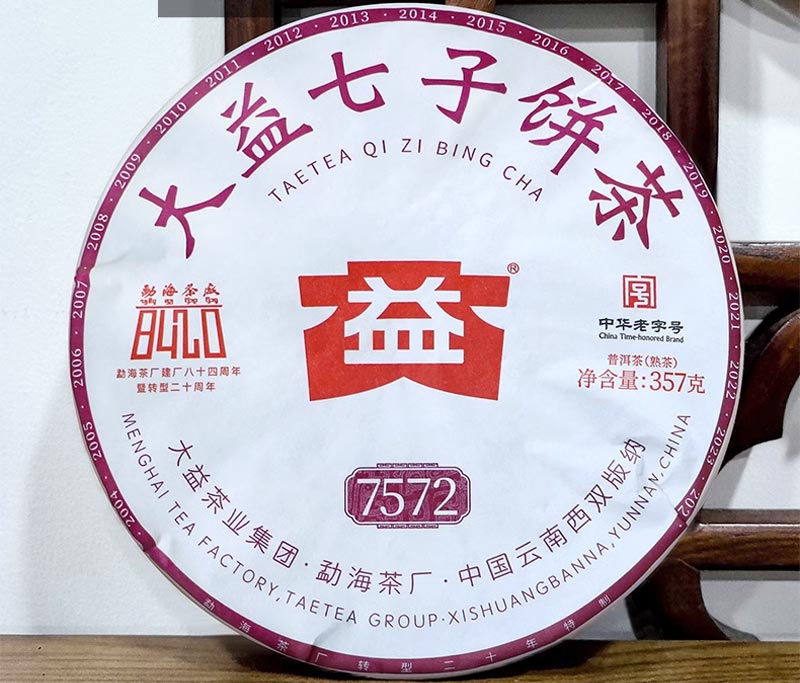 2004 · 2005 · 2006 · 2007 · 2008 · 2009 · 2010 · 2011 · 2012 · 2013 · 2014 · 2015 · 2016 · 2017 · 2018 · 2019 · 2020 · 2021 · 2022 · 2023 ·
大益七子饼茶
TAETEA QI ZI BING CHA
益®
勐海茶厂
8420
勐海茶厂建厂八十四周年
暨转型二十周年
字号
中华老字号
China Time-honored Brand
普洱茶(熟茶)
净含量:357克
7572
大益茶业集团·勐海茶厂·中国云南西双版纳
MENGHAI TEA FACTORY,TAETEA GROUP·XISHUANGBANNA,YUNNAN,CHINA
勐海茶厂转型二十年特制